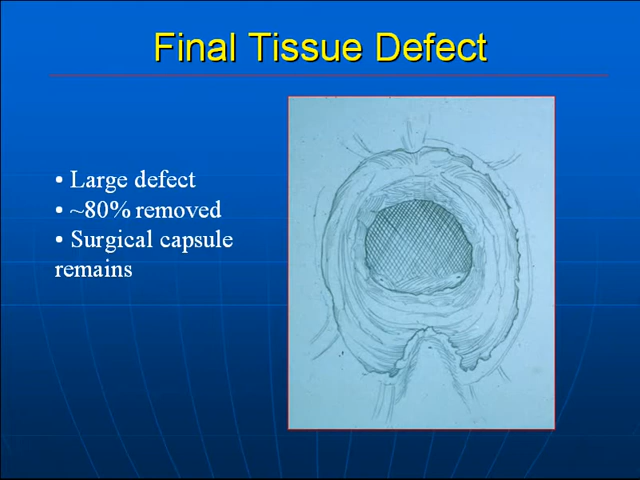 Final Tissue Defect
• Large defect
• ~80% removed
• Surgical capsule
remains